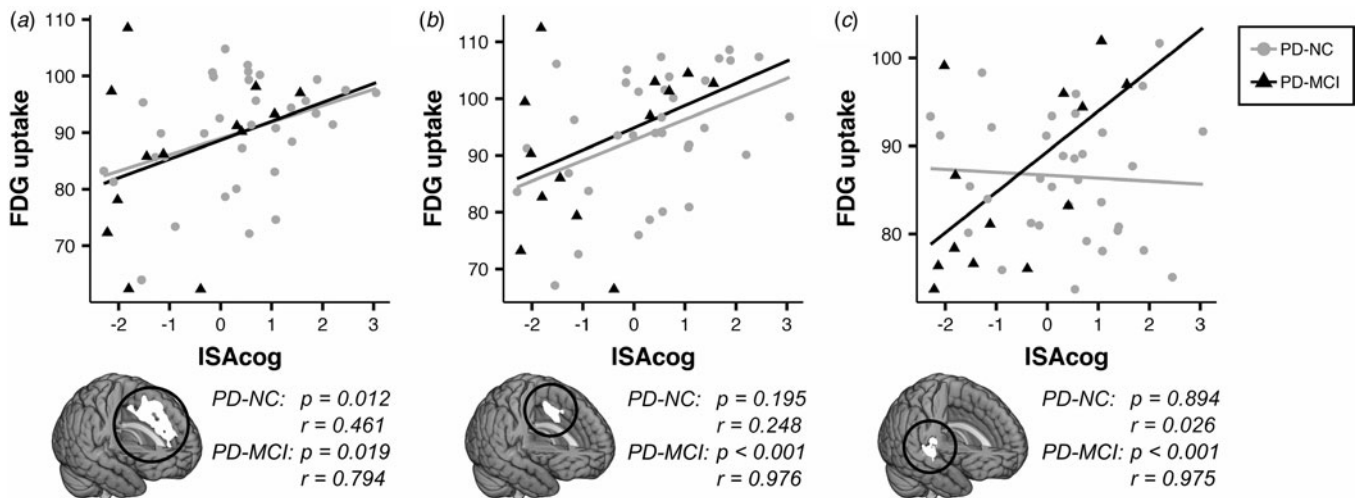 (a)
FDG uptake
110
100
90
80
70
-2 -1 0 1 2 3
ISAcog
PD-NC: p = 0.012
r = 0.461
PD-MCI: p = 0.019
r = 0.794
(b)
FDG uptake
110
100
90
80
70
-2 -1 0 1 2 3
ISAcog
PD-NC: p = 0.195
r = 0.248
PD-MCI: p < 0.001
r = 0.976
(c)
FDG uptake
100
90
80
-2 -1 0 1 2 3
ISAcog
PD-NC: p = 0.894
r = 0.026
PD-MCI: p < 0.001
r = 0.975
PD-NC
PD-MCI